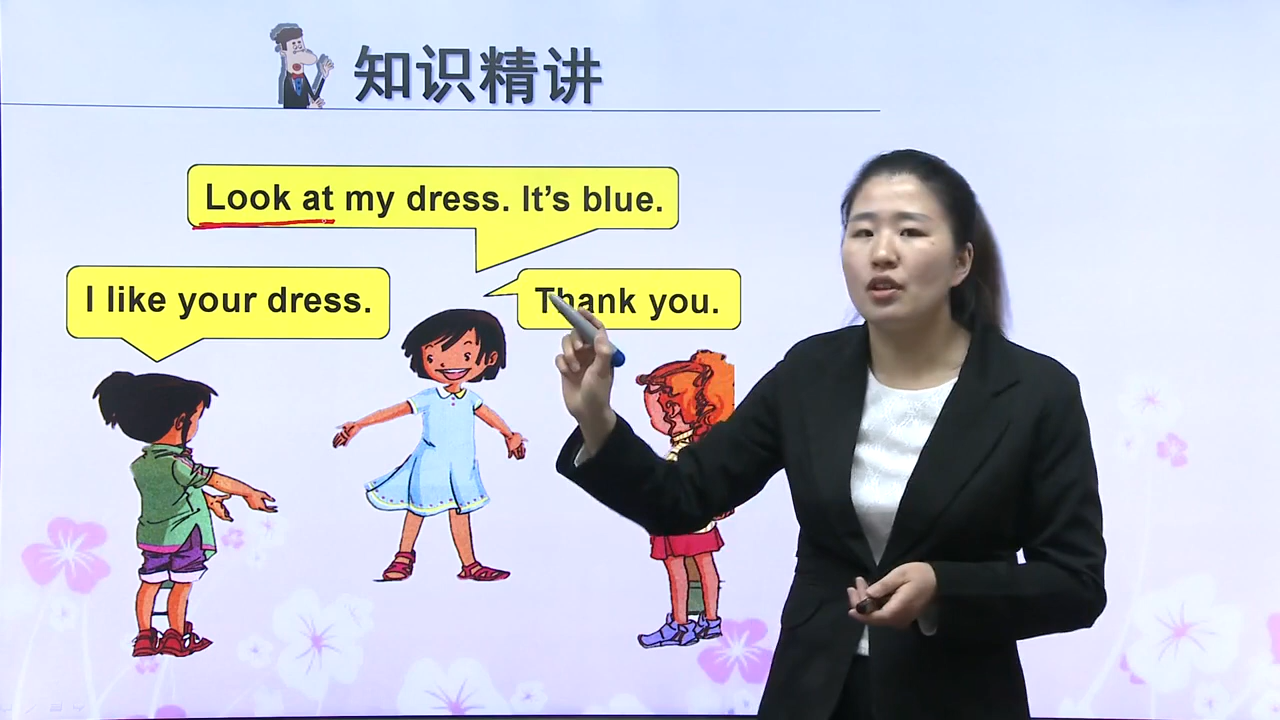 知识精讲
Look at my dress. It's blue.
I like your dress.
Thank you.